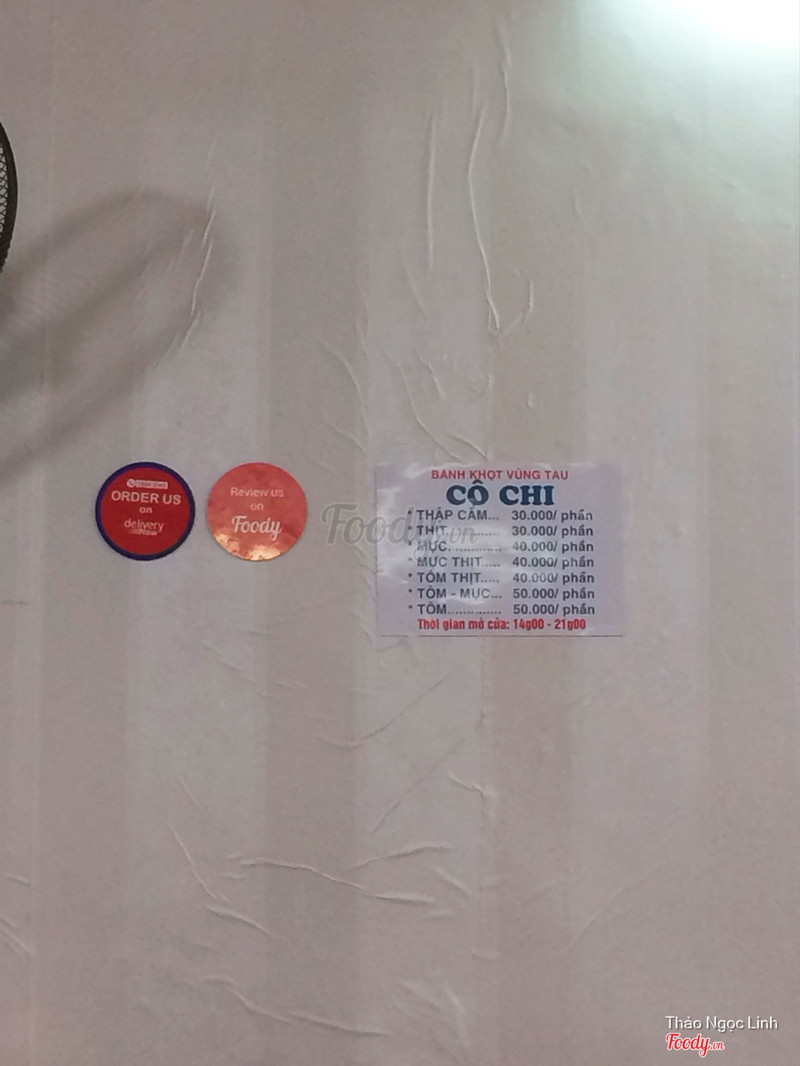 ORDER US
on
delivery
now
Review us
on
Foody
Foody.vn
BÁNH KHỌT VŨNG TAU
CÔ CHI
* THẬP CẨM... 30.000/ phần
* THỊT............ 30.000/ phần
* MỰC............ 40.000/ phần
* MỰC THỊT..... 40.000/ phần
* TÔM THỊT..... 40.000/ phần
* TÔM - MỰC... 50.000/ phần
* TÔM.............. 50.000/ phần
Thời gian mở cửa: 14g00 - 21g00
Thảo Ngọc Linh
Foody.vn